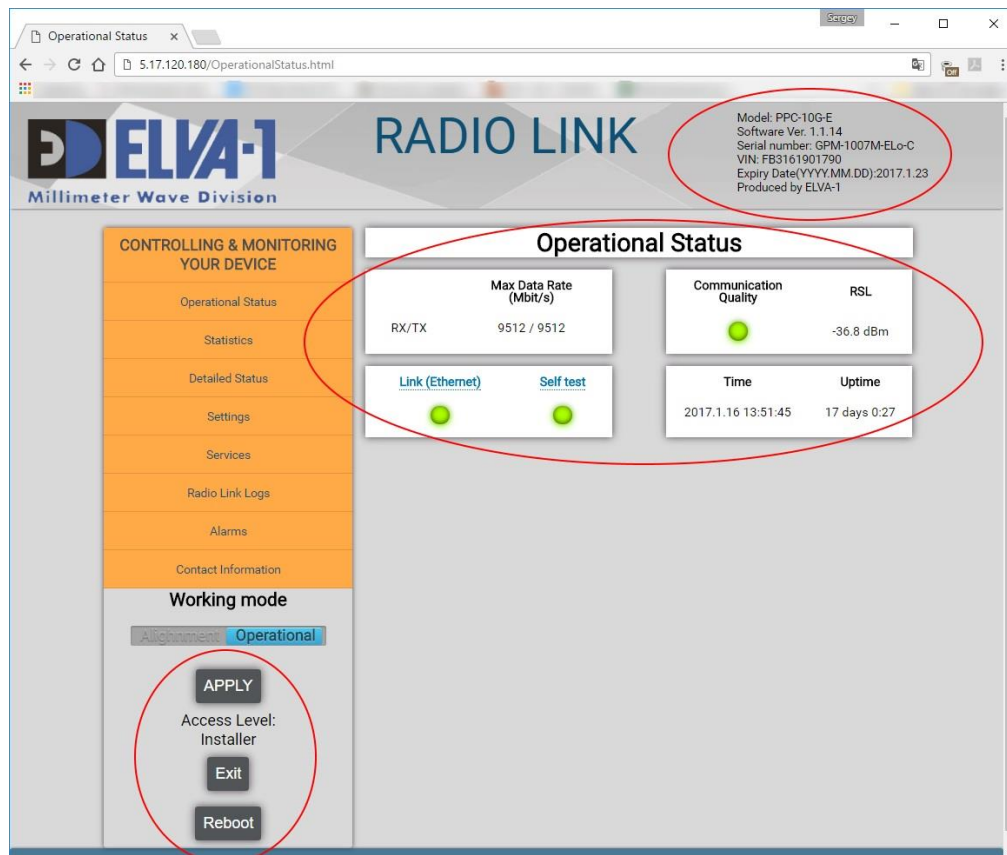 Sergey
Operational Status
5.17.120.180/OperationalStatus.html
Off
ELVA-1
Millimeter Wave Division
RADIO LINK
Model: PPC-10G-E
Software Ver. 1.1.14
Serial number: GPM-1007M-ELo-C
VIN: FB3161901790
Expiry Date(YYYY.MM.DD):2017.1.23
Produced by ELVA-1
CONTROLLING & MONITORING
YOUR DEVICE
Operational Status
Statistics
Detailed Status
Settings
Services
Radio Link Logs
Alarms
Contact Information
Working mode
Alighnment Operational
APPLY
Access Level:
Installer
Exit
Reboot
Operational Status
Max Data Rate
(Mbit/s)
RX/TX 9512 / 9512
Communication
Quality
RSL
-36.8 dBm
Link (Ethernet) Self test
Time Uptime
2017.1.16 13:51:45 17 days 0:27